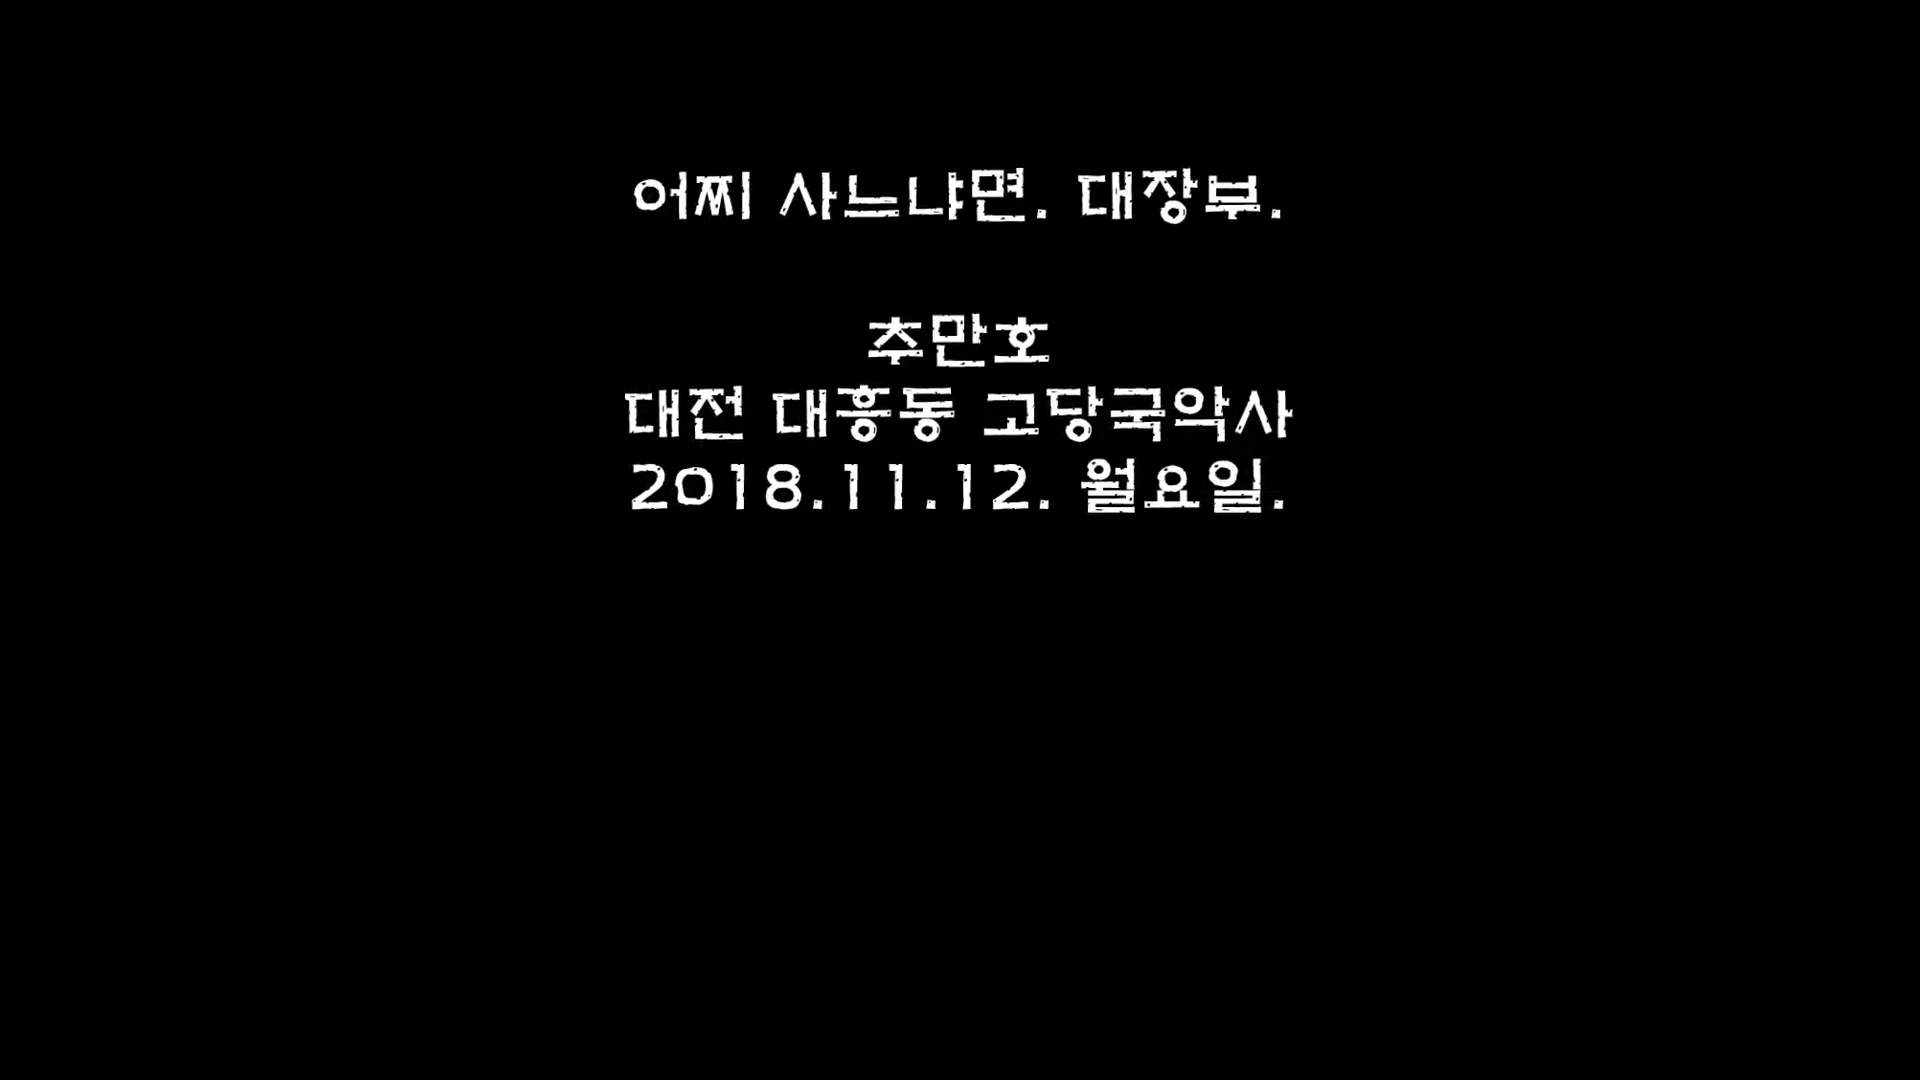 어찌 사느냐면. 대장부.
추만호
대전 대흥동 고당국악사
2018.11.12. 월요일.